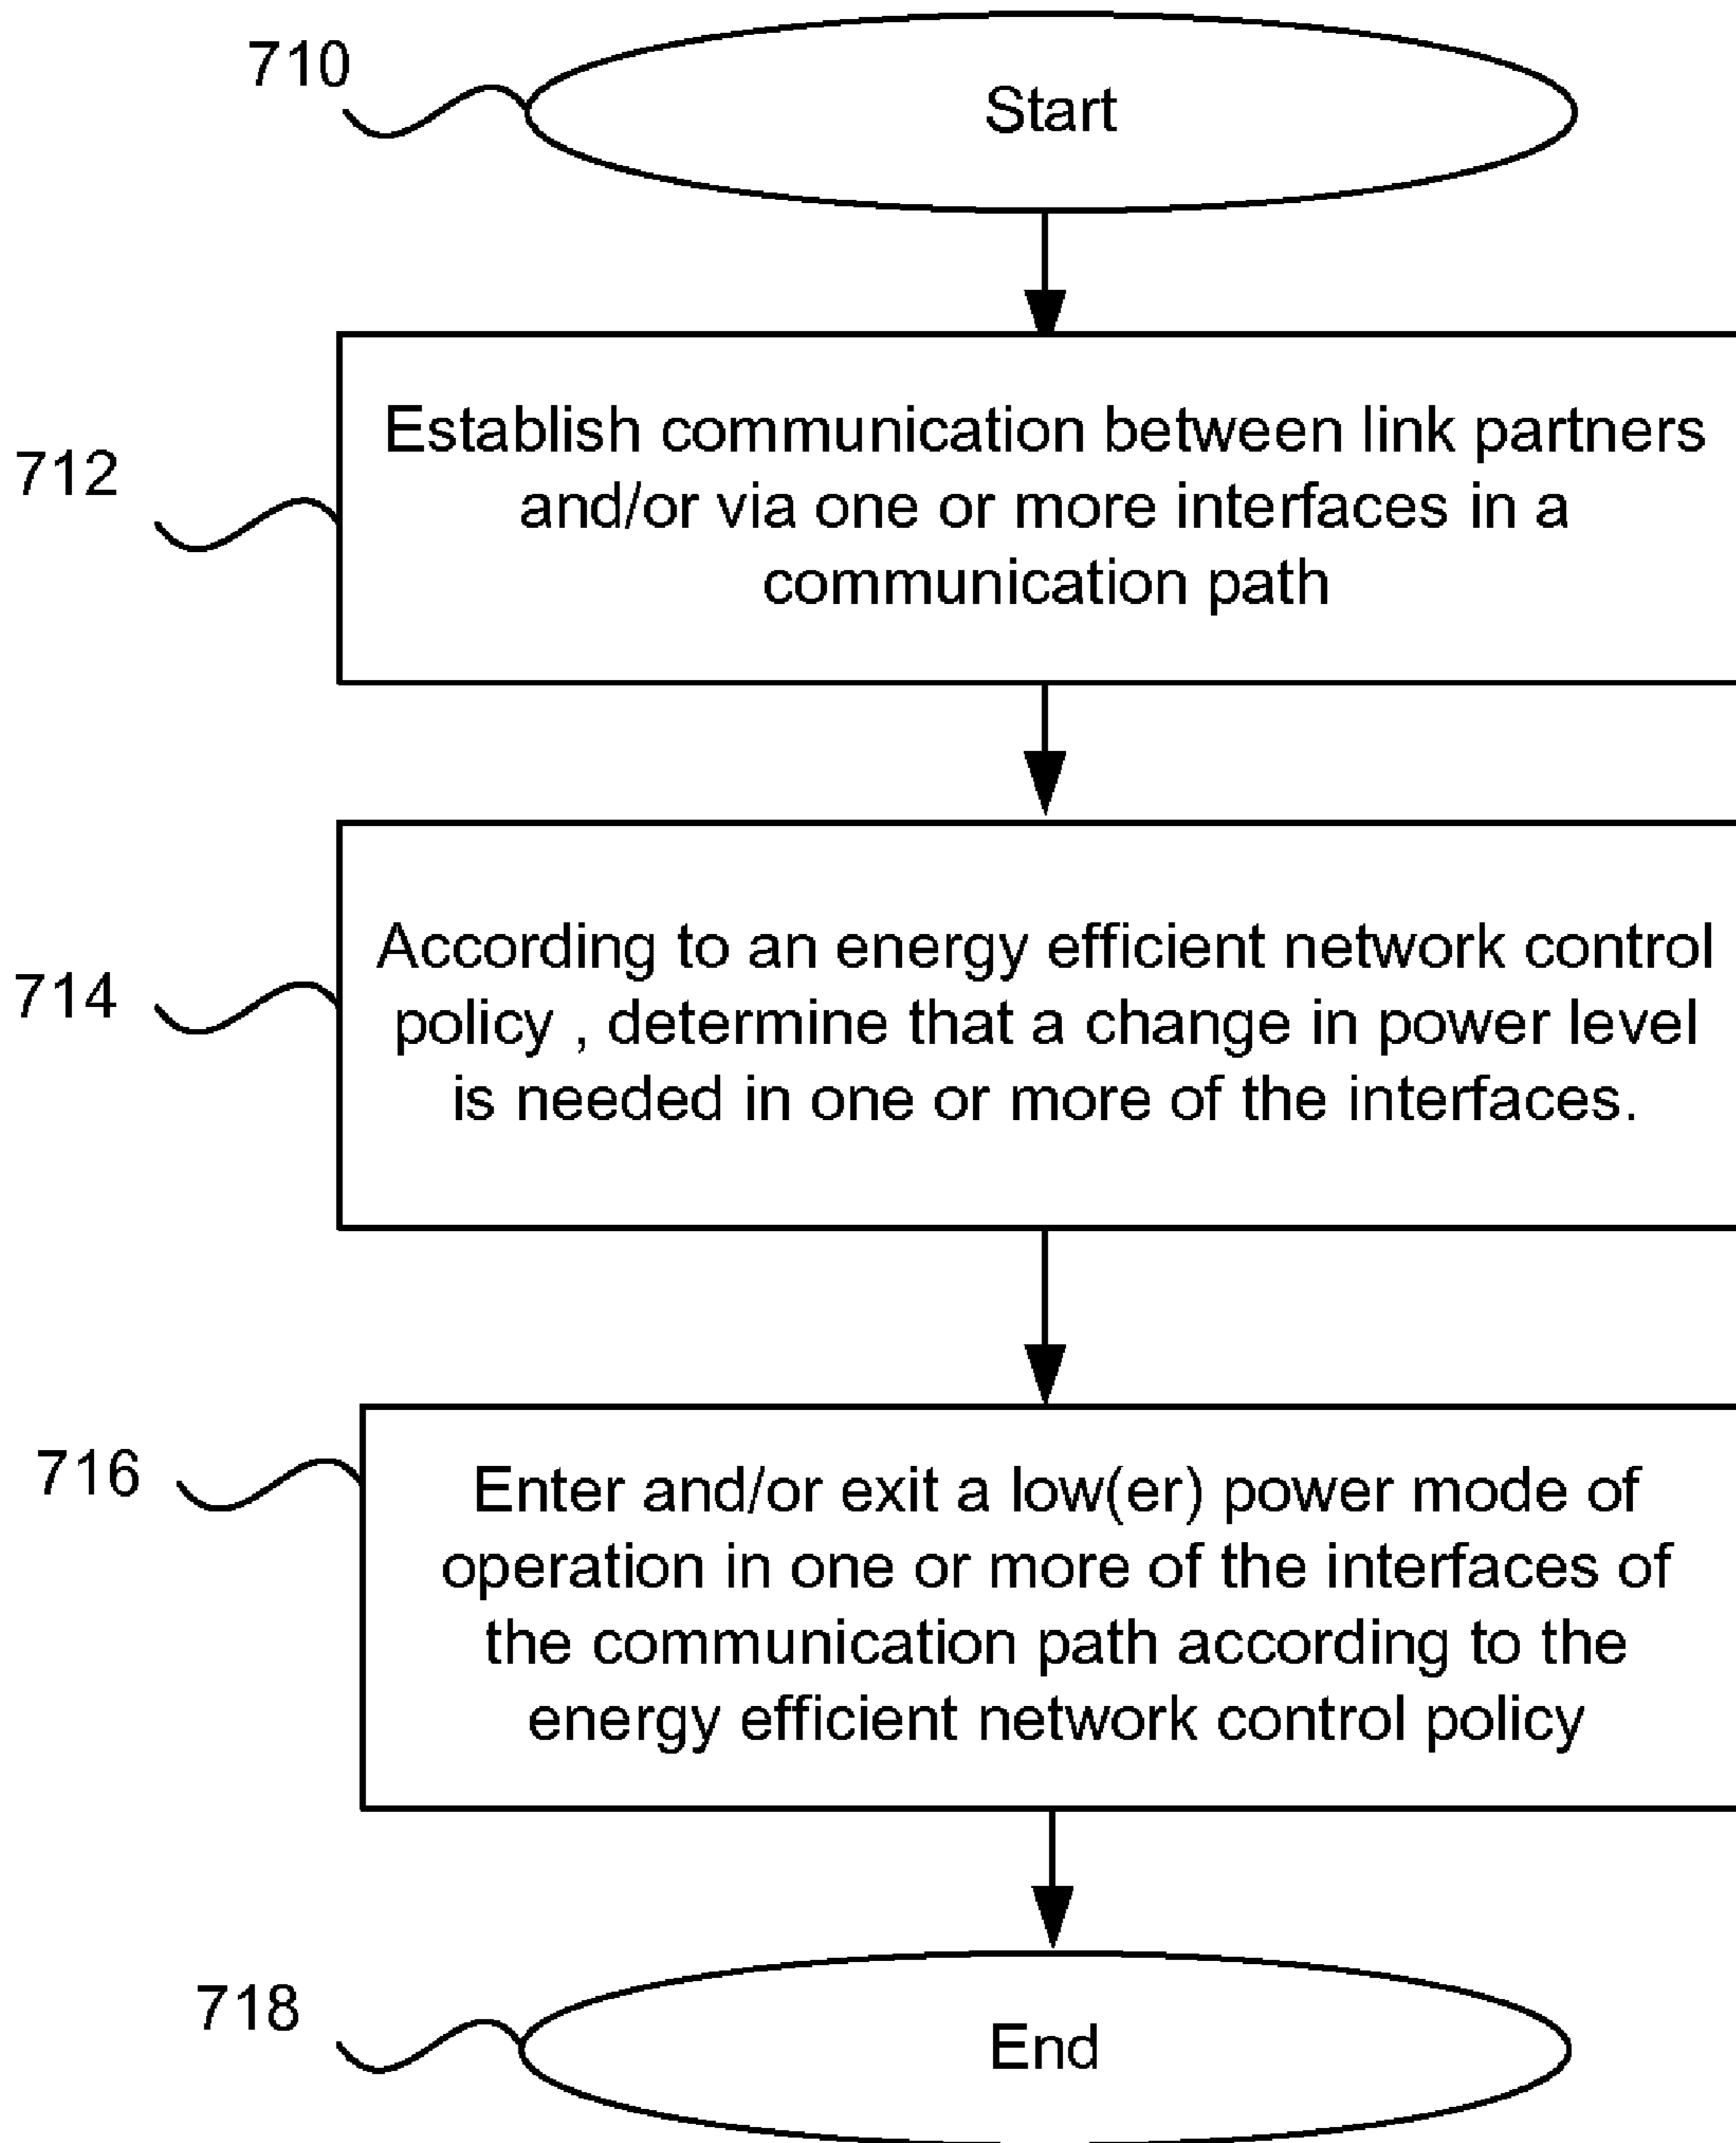 710
Start
712
Establish communication between link partners
and/or via one or more interfaces in a
communication path
714
According to an energy efficient network control
policy , determine that a change in power level
is needed in one or more of the interfaces.
716
Enter and/or exit a low(er) power mode of
operation in one or more of the interfaces of
the communication path according to the
energy efficient network control policy
718
End